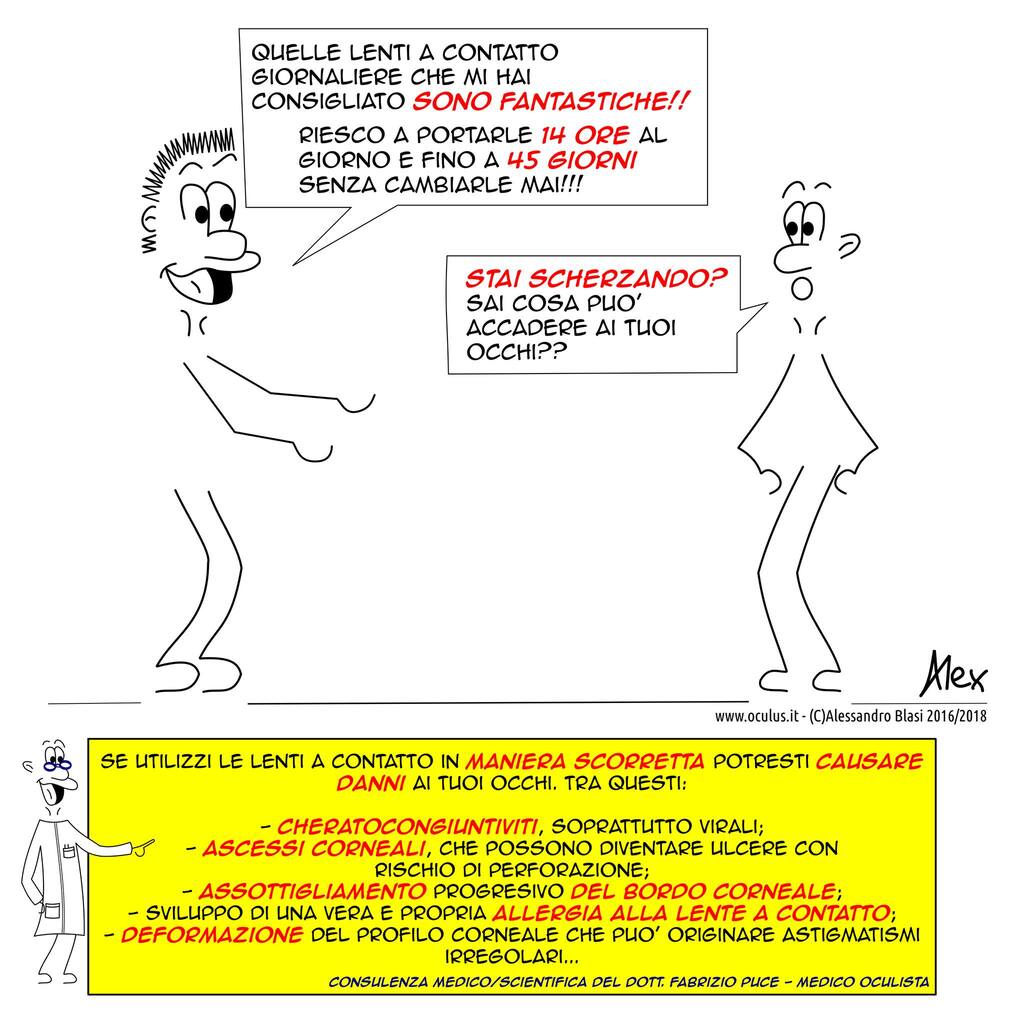 QUELLE LENTI A CONTATTO
GIORNALIERE CHE MI HAI
CONSIGLIATO SONO FANTASTICHE!!
RIESCO A PORTARLE 14 ORE AL
GIORNO E FINO A 45 GIORNI
SENZA CAMBIARLE MAI!!!
STAI SCHERZANDO?
SAI COSA PUO'
ACCADERE AI TUOI
OCCHI??
Alex
www.oculus.it - (C)Alessandro Blasi 2016/2018
SE UTILIZZI LE LENTI A CONTATTO IN MANIERA SCORRETTA POTRESTI CAUSARE
DANNI AI TUOI OCCHI. TRA QUESTI:
- CHERATOCONGIUNTIVITI, SOPRATTUTTO VIRALI;
- ASCESSI CORNEALI, CHE POSSONO DIVENTARE ULCERE CON
RISCHIO DI PERFORAZIONE;
- ASSOTTIGLIAMENTO PROGRESIVO DEL BORDO CORNEALE;
- SVILUPPO DI UNA VERA E PROPRIA ALLERGIA ALLA LENTE A CONTATTO;
- DEFORMAZIONE DEL PROFILO CORNEALE CHE PUO' ORIGINARE ASTIGMATISMI
IRREGOLARI...
CONSULENZA MEDICO/SCIENTIFICA DEL DOTT. FABRIZIO PUCE - MEDICO OCULISTA